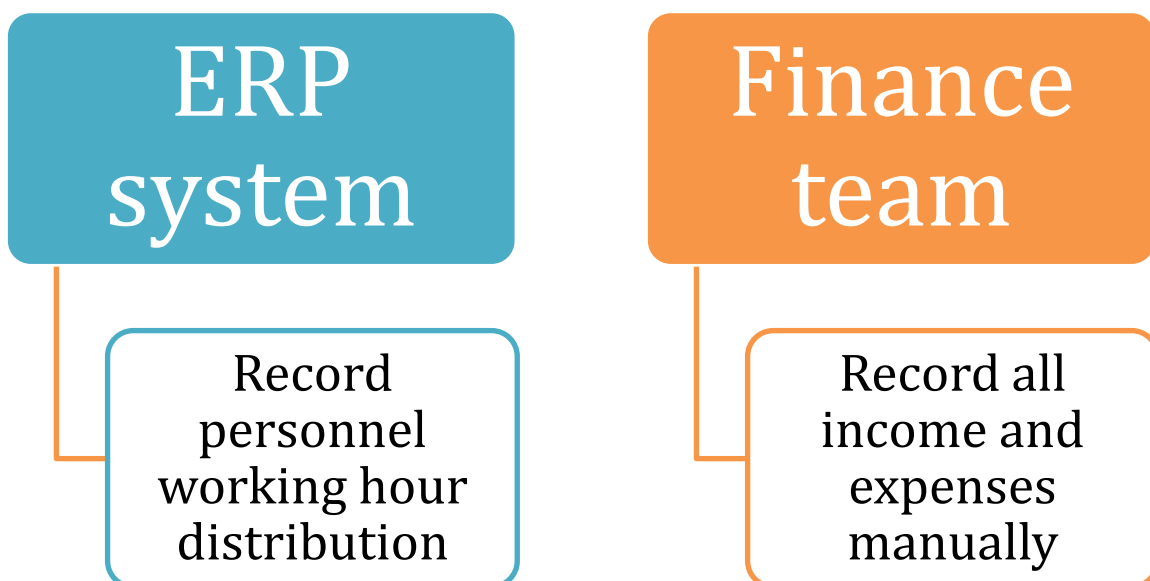 ERP
system
Record
personnel
working hour
distribution
Finance
team
Record all
income and
expenses
manually